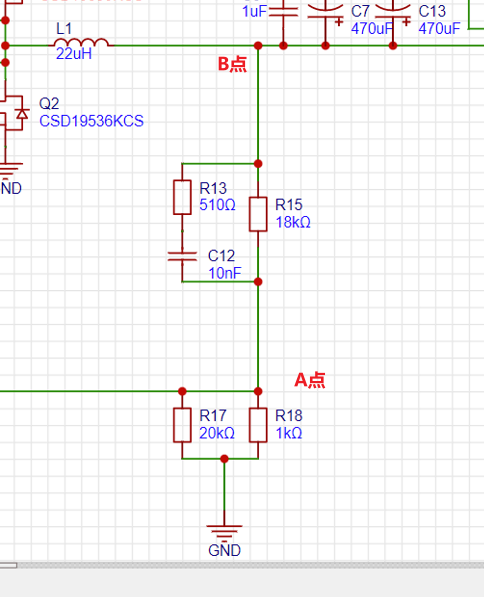 1uF
C7
470uF
C13
470uF
L1
22uH
B点
Q2
CSD19536KCS
ND
R13
510Ω
R15
18kΩ
C12
10nF
A点
R17
20kΩ
R18
1kΩ
GND